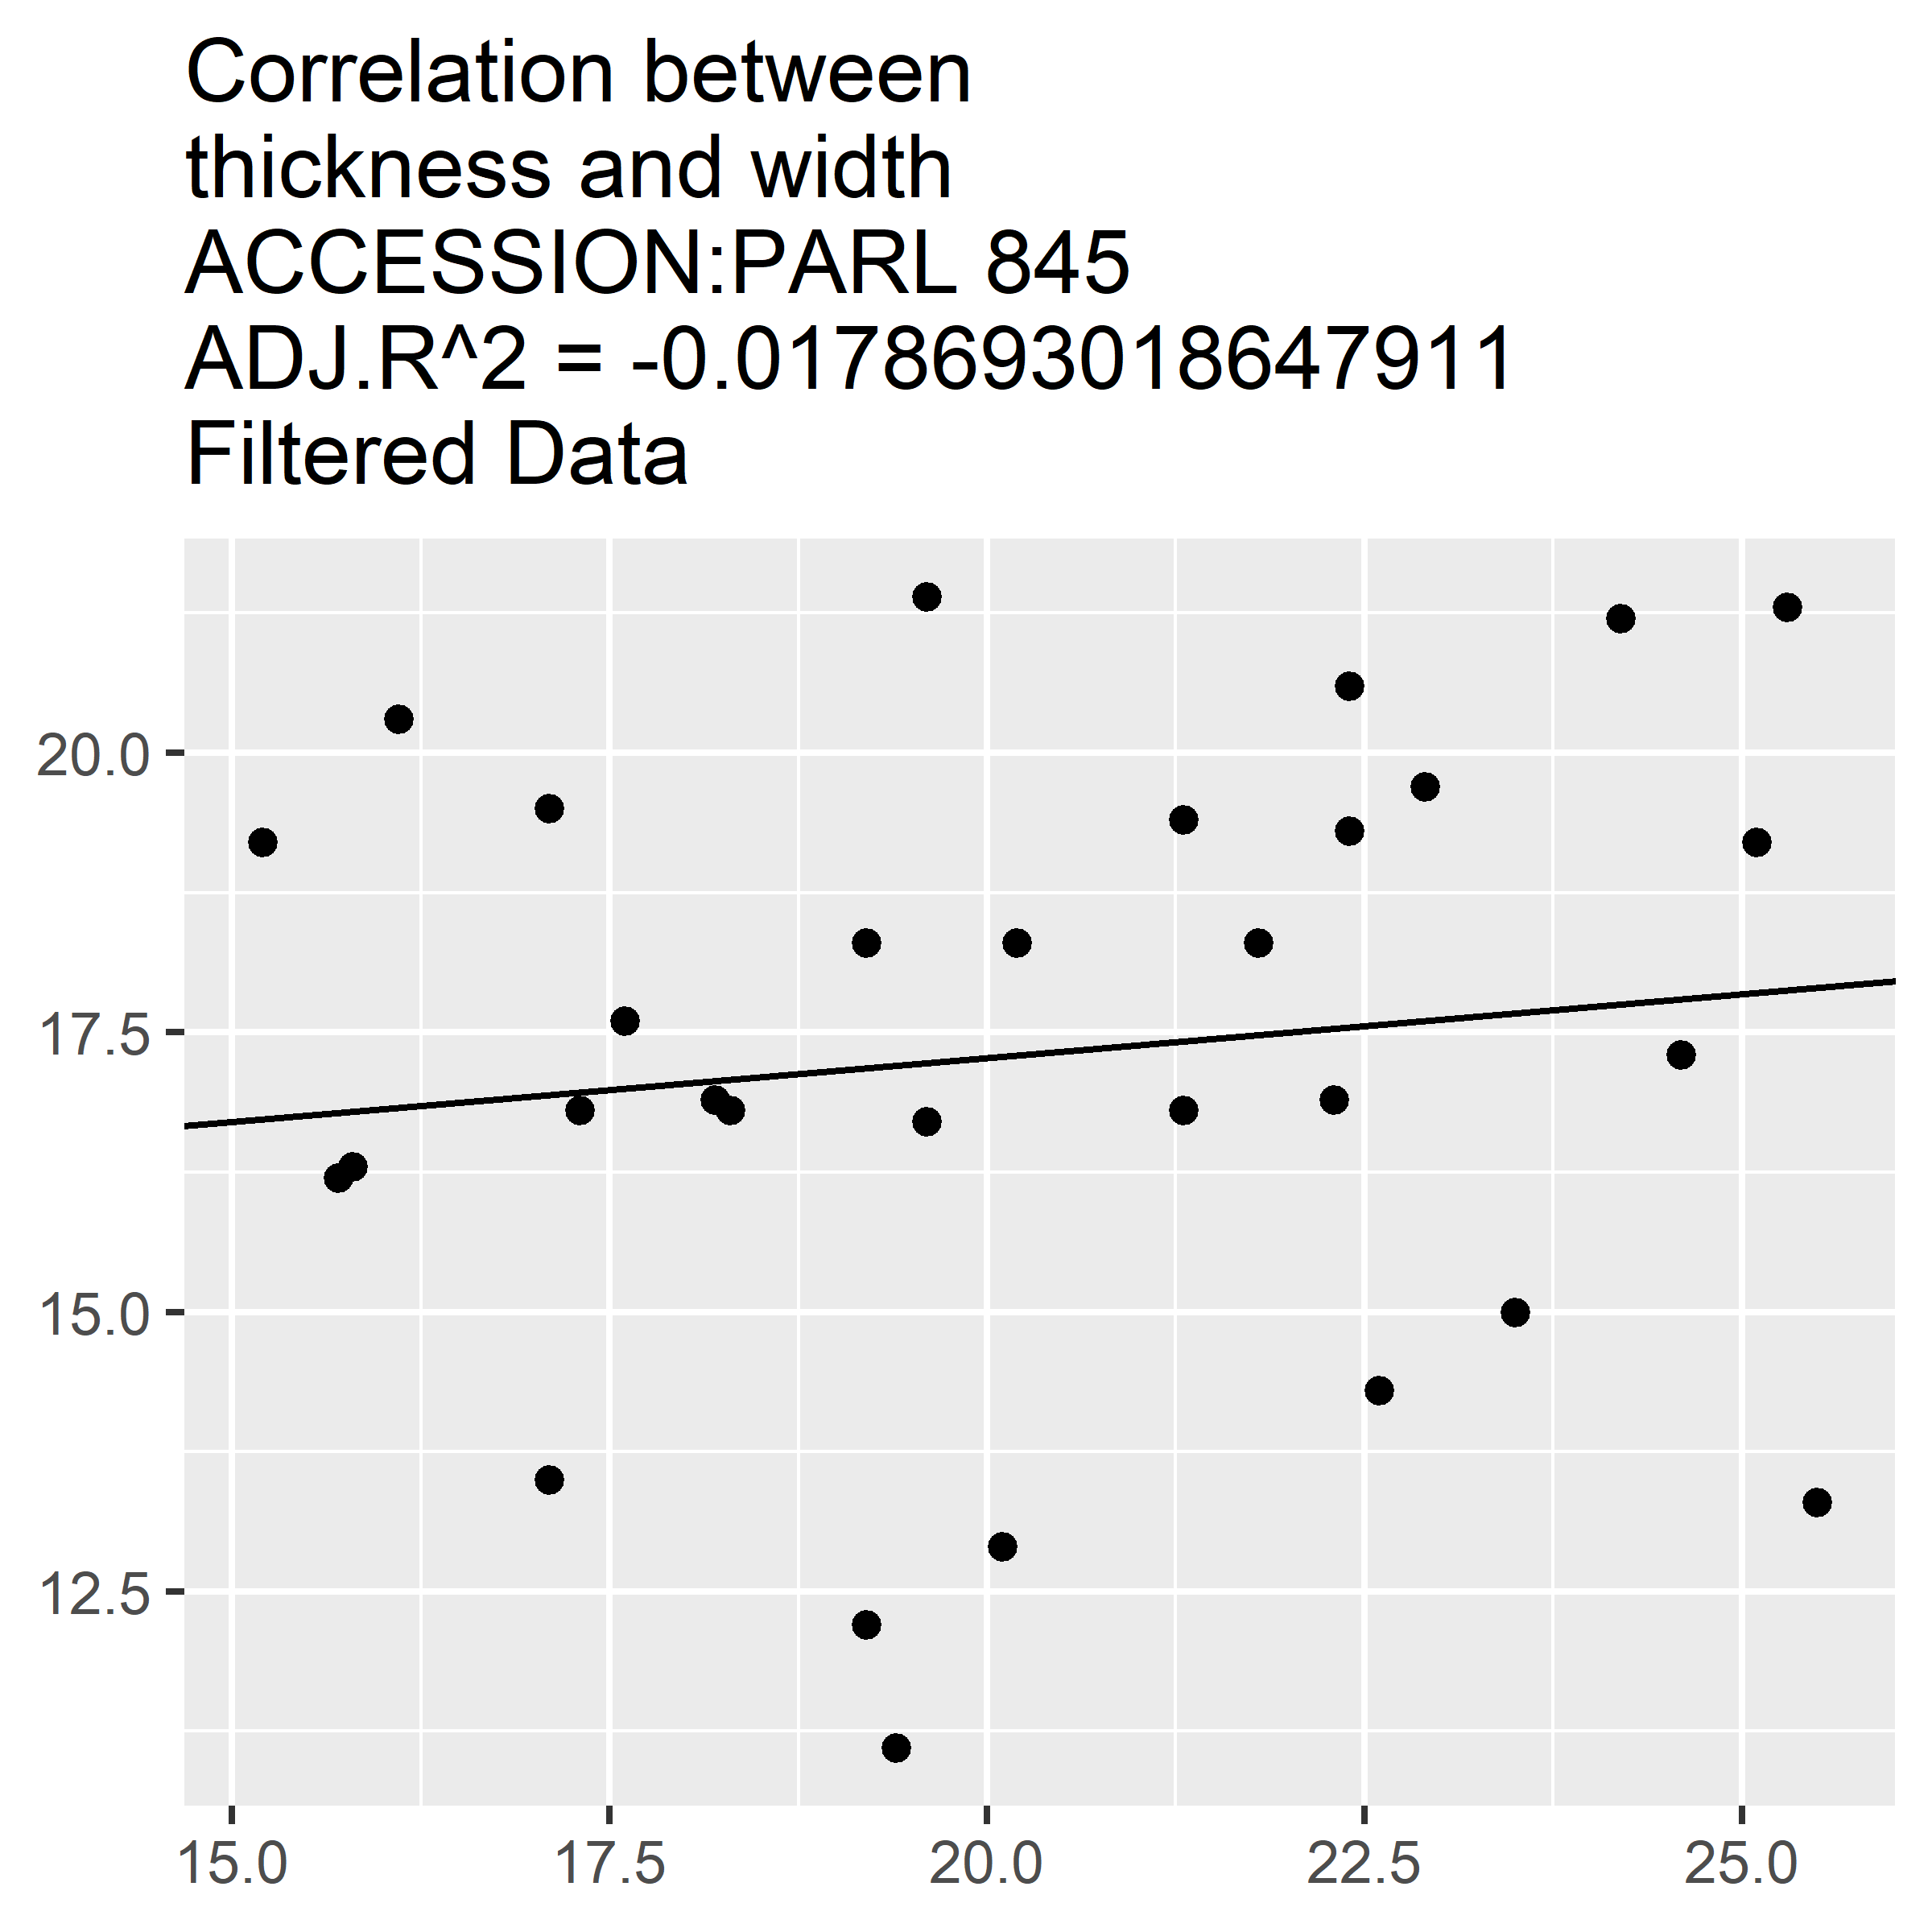 Correlation between
thickness and width
ACCESSION:PARL 845
ADJ.R^2 = -0.0178693018647911
Filtered Data
20.0
17.5
15.0
12.5
15.0 17.5 20.0 22.5 25.0